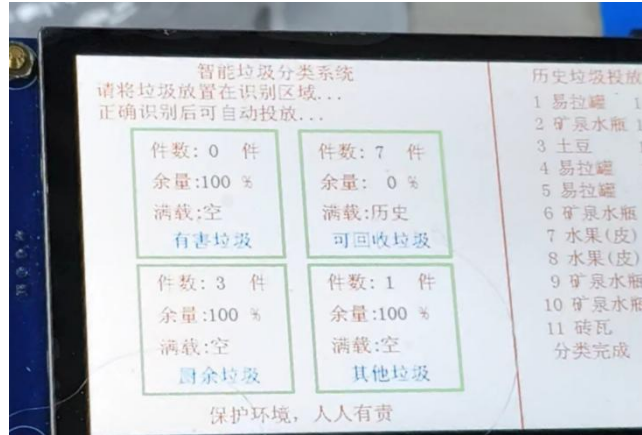 智能垃圾分类系统
请将垃圾放置在识别区域...
正确识别后可自动投放...
件数: 0 件
余量:100 %
满载:空
有害垃圾
件数: 7 件
余量: 0 %
满载:历史
可回收垃圾
件数: 3 件
余量:100 %
满载:空
厨余垃圾
件数: 1 件
余量:100 %
满载:空
其他垃圾
保护环境，人人有责
历史垃圾投放
1 易拉罐 1
2 矿泉水瓶 1
3 土豆
4 易拉罐
5 易拉罐
6 矿泉水瓶
7 水果(皮)
8 水果(皮)
9 矿泉水瓶
10 矿泉水瓶
11 砖瓦
分类完成